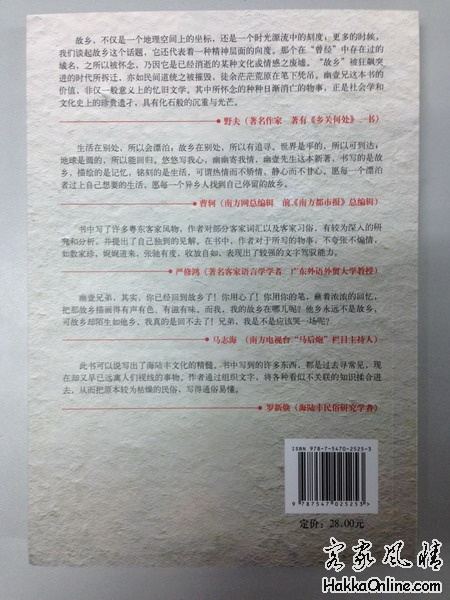 故乡，不仅是一个地理空间上的坐标，还是一个时光源流中的刻度；更多的时候，
我们谈起故乡这个话题，它还代表着一种精神层面的向度。那个在“曾经”中存在过的
城名，之所以被怀念，乃因它是已经消逝的某种文化或情感之废墟。“故乡”被狂飙突
进的时代所拆迁，亦如民间道统之被摧毁，徒余茫茫荒原在笔下凭吊。幽壹兄这本书的
价值，非仅一般意义上的忆旧文学。其中所怀念的种种日渐消亡的物事，正是社会学和
文化史上的珍贵遗孑，具有化石般的沉重与光芒。
野夫（著名作家 著有《乡关何处》一书）
生活在别处，所以会漂泊；故乡在别处，所以有追寻。世界是平的，所以可到达；
地球是圆的，所以能回归。悠悠写我心，幽幽寄我情，幽壹先生这本新著，书写的是故
乡，描绘的是记忆，铭刻的是生活，可谓热情而不矫情、静心而不甘心。愿每一个漂泊
者过上自己想要的生活，愿每一个异乡人找到自己停留的故乡。
曹轲（南方网总编辑 前《南方都市报》总编辑）
书中写了许多粤东客家风物，作者对部分客家词汇以及客家习俗，有较为深入的研
究和分析，并提出了自己独到的见解。在书中，作者对于所写的物事，不夸张不偏情，
如数家珍，娓娓道来，张弛有度，收放自如，表现出了较强的文字驾驭能力。
严修鸿（著名客家语言学学者 广东外语外贸大学教授）
幽壹兄弟，其实，你已经回到故乡了！你用心了！你用你的笔，蘸着浓浓的回忆，
把那故乡描画得有声有色、有滋有味。而我，我的故乡在哪儿呢？他乡永远不是故乡，
可故乡却陌生如他乡，我真的是回不去了！兄弟，我是不是应该哭一场呢？
马志海 （南方电视台“马后炮”栏目主持人）
此书可以说写出了海陆丰文化的精髓。书中写到的许多东西，都是过去寻常见，现
在却又早已远离人们视线的事物。作者通过组织文字，将各种看似不关联的知识揉合进
去，从而把原本较为枯燥的民俗，写得通俗易懂。
罗新焕（海陆丰民俗研究学者）
ISBN 978-7-5470-2525-3
9 787547 025253 >
定价：28.00元
客家风情
HakkaOnline.com